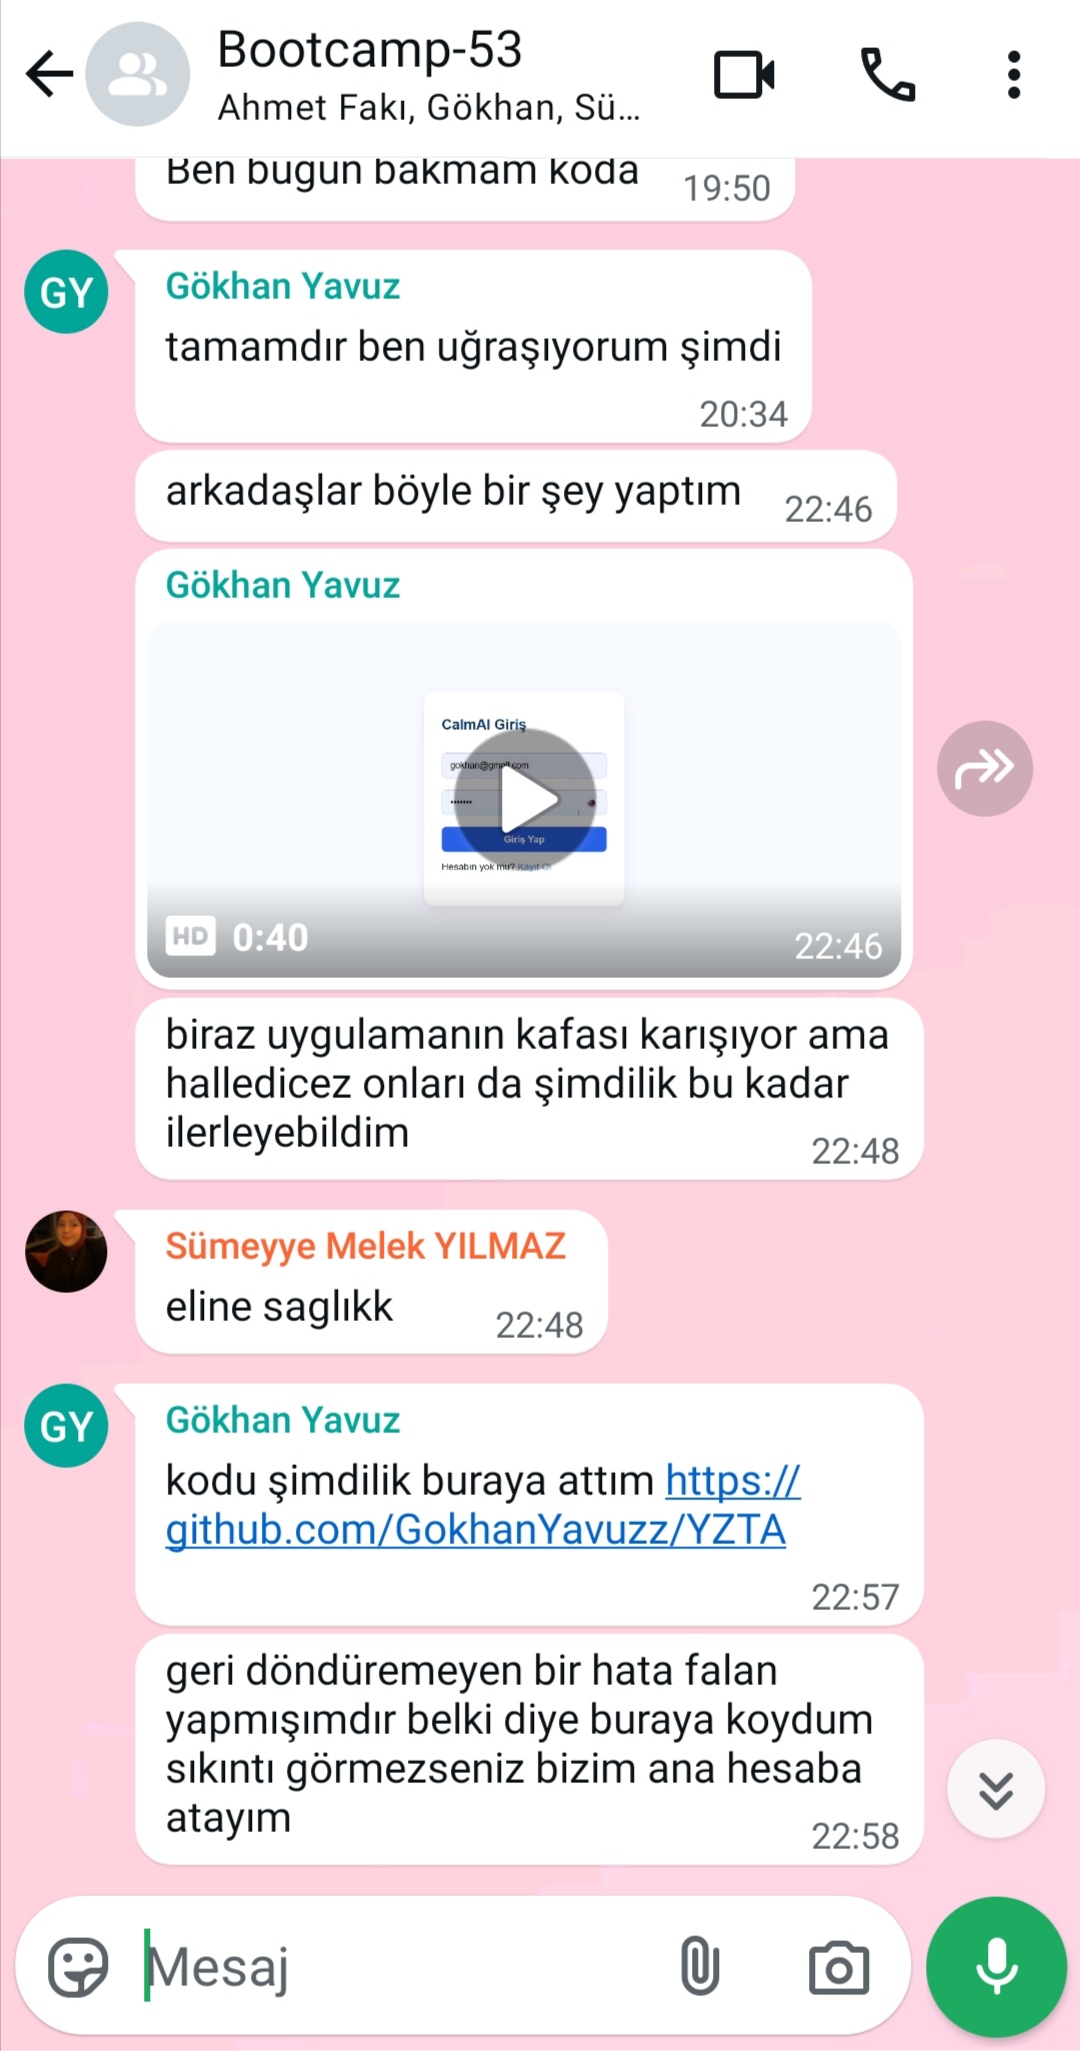 Bootcamp-53
Ahmet Fakı, Gökhan, Sü...
Ben bugün bakmam koda
19:50
GY
Gökhan Yavuz
tamamdır ben uğraşıyorum şimdi
20:34
arkadaşlar böyle bir şey yaptım
22:46
Gökhan Yavuz
CalmAI Giriş
gokhan@gmail.com
Giriş Yap
Hesabın yok mu? Kayıt Ol
HD 0:40
22:46
biraz uygulamanın kafası karışıyor ama
halledicez onları da şimdilik bu kadar
ilerleyebildim
22:48
Sümeyye Melek YILMAZ
eline saglıkk
22:48
GY
Gökhan Yavuz
kodu şimdilik buraya attım https://
github.com/GokhanYavuzz/YZTA
22:57
geri döndüremeyen bir hata falan
yapmışımdır belki diye buraya koydum
sıkıntı görmezseniz bizim ana hesaba
atayım
22:58
Mesaj